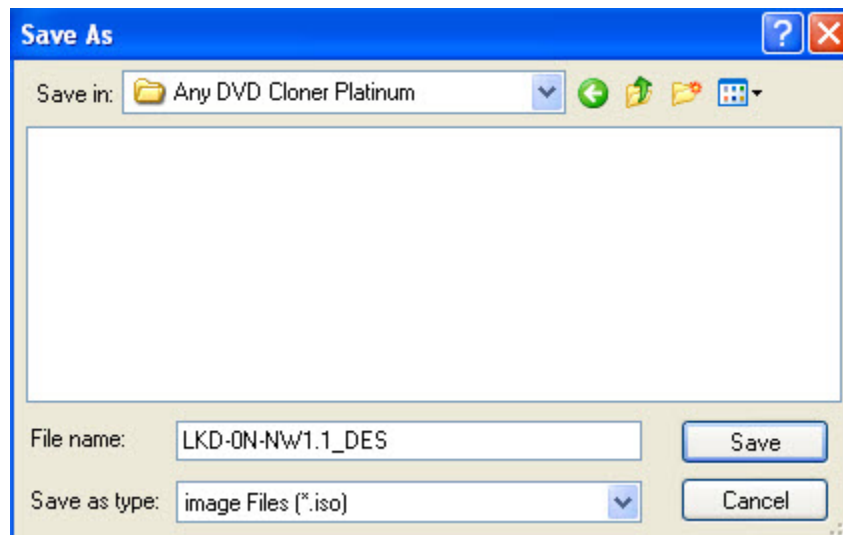 Save As
Save in: Any DVD Cloner Platinum
File name: LKD-0N-NW1.1_DES Save
Save as type: image Files (*.iso) Cancel